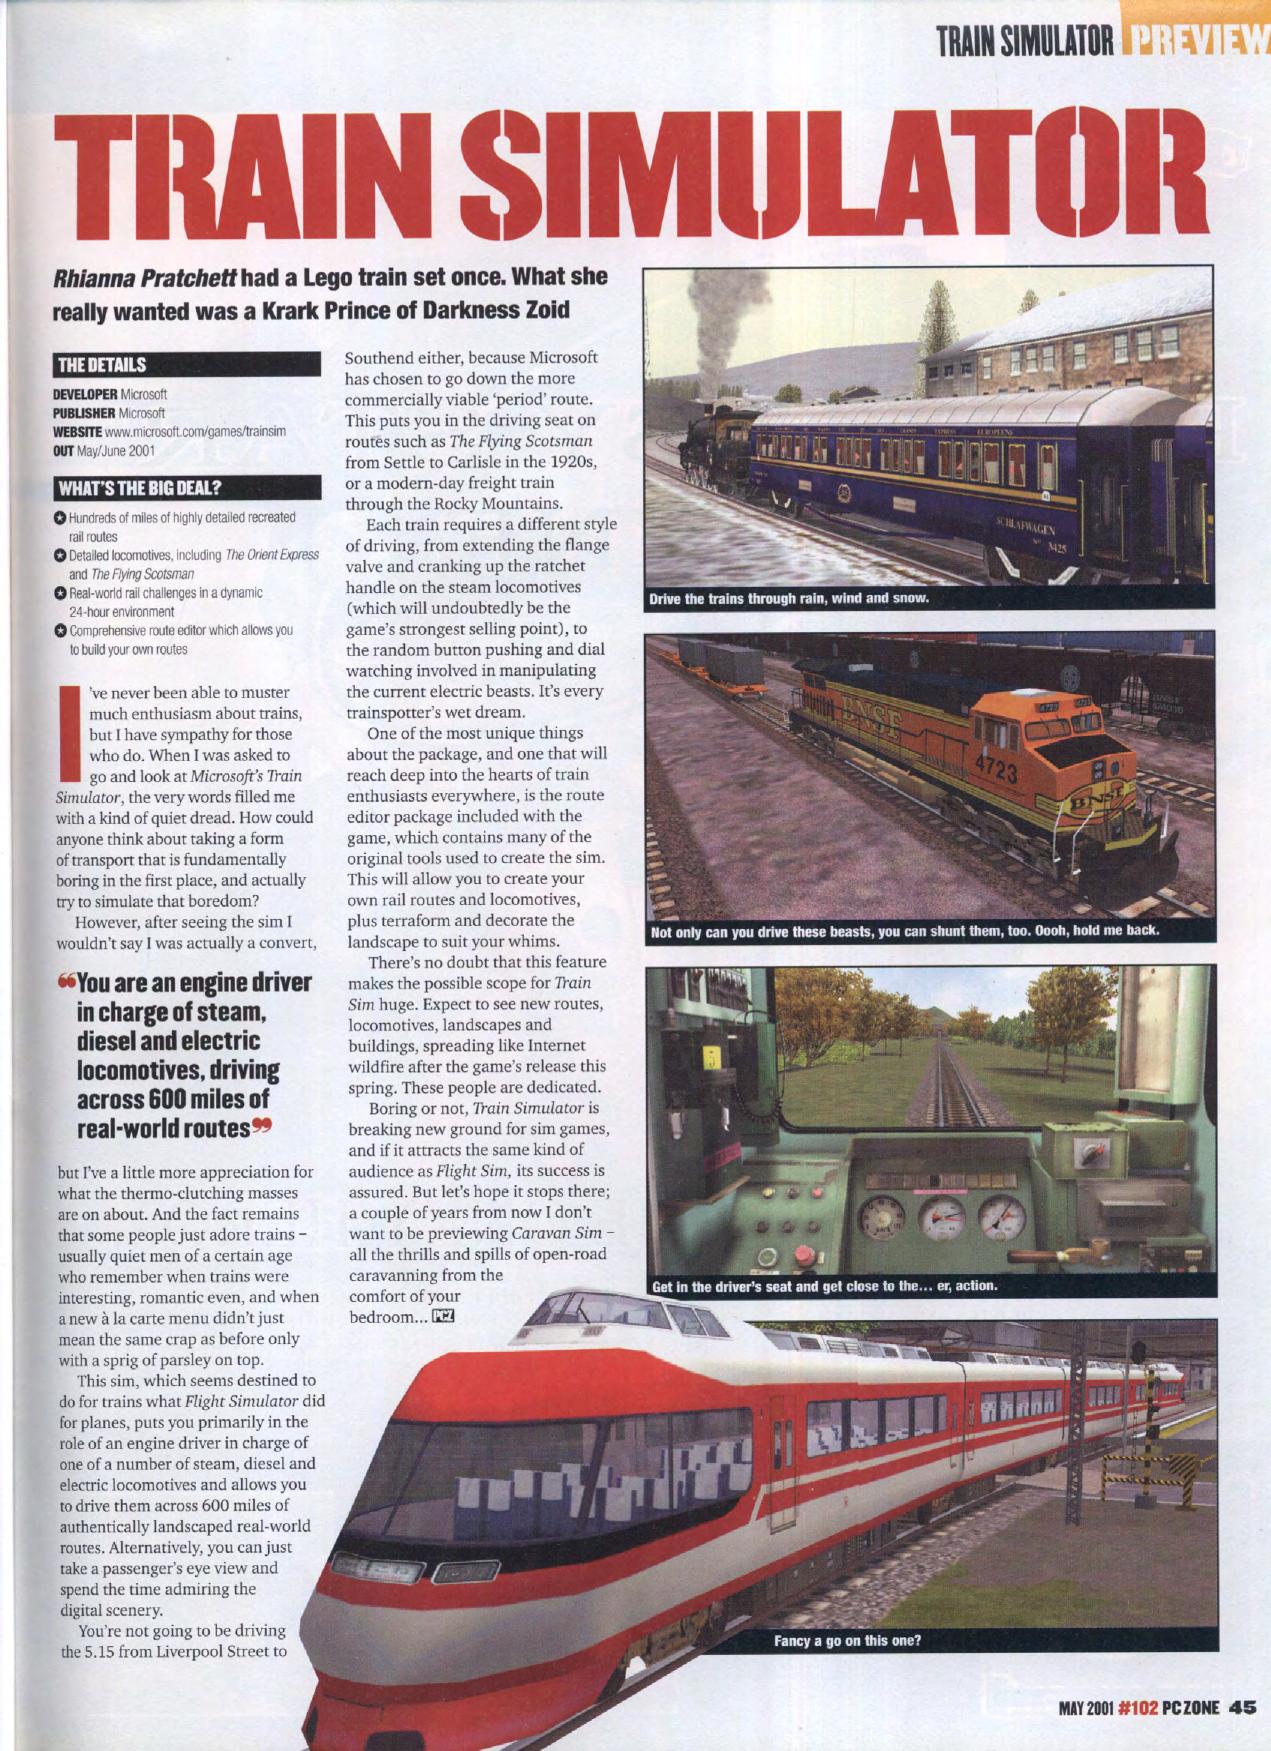 TRAIN SIMULATOR PREVIEW
TRAIN SIMULATOR
Rhianna Pratchett had a Lego train set once. What she
really wanted was a Krark Prince of Darkness Zoid
THE DETAILS
DEVELOPER Microsoft
PUBLISHER Microsoft
WEBSITE www.microsoft.com/games/trainsim
OUT May/June 2001
WHAT'S THE BIG DEAL?
Hundreds of miles of highly detailed recreated
rail routes
Detailed locomotives, including The Orient Express
and The Flying Scotsman
Real-world rail challenges in a dynamic
24-hour environment
Comprehensive route editor which allows you
to build your own routes
I've never been able to muster
much enthusiasm about trains,
but I have sympathy for those
who do. When I was asked to
go and look at Microsoft's Train
Simulator, the very words filled me
with a kind of quiet dread. How could
anyone think about taking a form
of transport that is fundamentally
boring in the first place, and actually
try to simulate that boredom?
However, after seeing the sim I
wouldn't say I was actually a convert,
“You are an engine driver
in charge of steam,
diesel and electric
locomotives, driving
across 600 miles of
real-world routes”
but I've a little more appreciation for
what the thermo-clutching masses
are on about. And the fact remains
that some people just adore trains –
usually quiet men of a certain age
who remember when trains were
interesting, romantic even, and when
a new à la carte menu didn't just
mean the same crap as before only
with a sprig of parsley on top.
This sim, which seems destined to
do for trains what Flight Simulator did
for planes, puts you primarily in the
role of an engine driver in charge of
one of a number of steam, diesel and
electric locomotives and allows you
to drive them across 600 miles of
authentically landscaped real-world
routes. Alternatively, you can just
take a passenger's eye view and
spend the time admiring the
digital scenery.
You're not going to be driving
the 5.15 from Liverpool Street to
Southend either, because Microsoft
has chosen to go down the more
commercially viable 'period' route.
This puts you in the driving seat on
routes such as The Flying Scotsman
from Settle to Carlisle in the 1920s,
or a modern-day freight train
through the Rocky Mountains.
Each train requires a different style
of driving, from extending the flange
valve and cranking up the ratchet
handle on the steam locomotives
(which will undoubtedly be the
game's strongest selling point), to
the random button pushing and dial
watching involved in manipulating
the current electric beasts. It's every
trainspotter's wet dream.
One of the most unique things
about the package, and one that will
reach deep into the hearts of train
enthusiasts everywhere, is the route
editor package included with the
game, which contains many of the
original tools used to create the sim.
This will allow you to create your
own rail routes and locomotives,
plus terraform and decorate the
landscape to suit your whims.
There's no doubt that this feature
makes the possible scope for Train
Sim huge. Expect to see new routes,
locomotives, landscapes and
buildings, spreading like Internet
wildfire after the game's release this
spring. These people are dedicated.
Boring or not, Train Simulator is
breaking new ground for sim games,
and if it attracts the same kind of
audience as Flight Sim, its success is
assured. But let's hope it stops there;
a couple of years from now I don't
want to be previewing Caravan Sim –
all the thrills and spills of open-road
caravanning from the
comfort of your
bedroom... PCZ
EXPRESS EUROPEENS
SCHLAFWAGEN
No 3425
Drive the trains through rain, wind and snow.
BNSF
4723
4723
BNSF
Not only can you drive these beasts, you can shunt them, too. Oooh, hold me back.
Get in the driver's seat and get close to the... er, action.
Fancy a go on this one?
MAY 2001 #102 PC ZONE 45